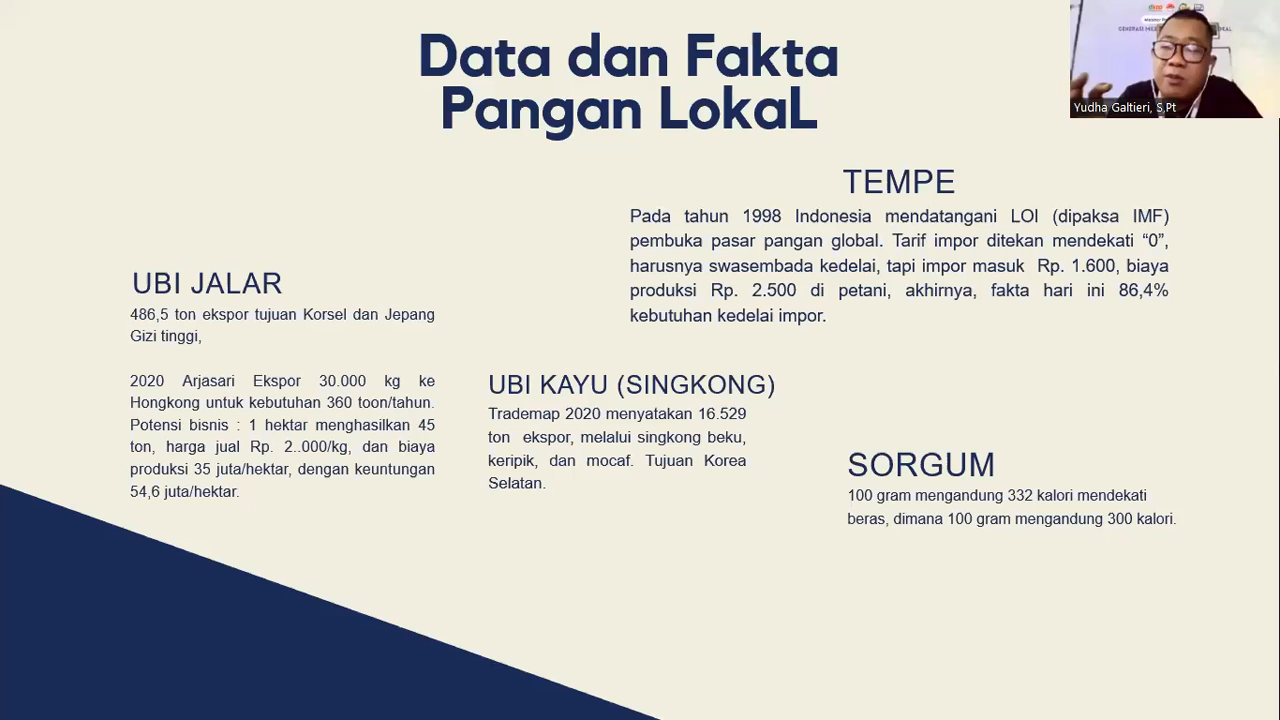 Data dan Fakta
Pangan LokaL
Yudha Galtieri, S.Pt
TEMPE
Pada tahun 1998 Indonesia mendatangani LOI (dipaksa IMF)
pembuka pasar pangan global. Tarif impor ditekan mendekati “0”,
harusnya swasembada kedelai, tapi impor masuk Rp. 1.600, biaya
produksi Rp. 2.500 di petani, akhirnya, fakta hari ini 86,4%
kebutuhan kedelai impor.
UBI JALAR
486,5 ton ekspor tujuan Korsel dan Jepang
Gizi tinggi,
2020 Arjasari Ekspor 30.000 kg ke
Hongkong untuk kebutuhan 360 toon/tahun.
Potensi bisnis : 1 hektar menghasilkan 45
ton, harga jual Rp. 2..000/kg, dan biaya
produksi 35 juta/hektar, dengan keuntungan
54,6 juta/hektar.
UBI KAYU (SINGKONG)
Trademap 2020 menyatakan 16.529
ton ekspor, melalui singkong beku,
keripik, dan mocaf. Tujuan Korea
Selatan.
SORGUM
100 gram mengandung 332 kalori mendekati
beras, dimana 100 gram mengandung 300 kalori.